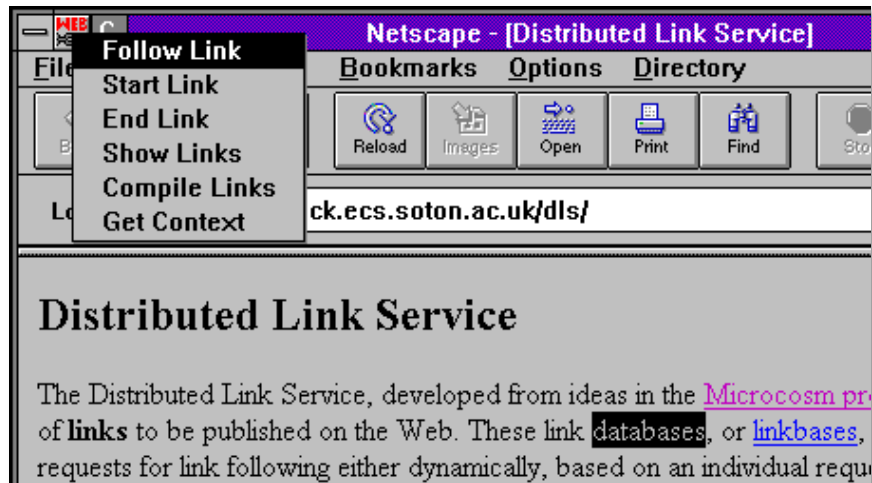 WEB C Netscape - [Distributed Link Service]
File Bookmarks Options Directory
Follow Link
Start Link
End Link
Show Links
Compile Links
Get Context
Reload Images Open Print Find
ck.ecs.soton.ac.uk/dls/
Distributed Link Service
The Distributed Link Service, developed from ideas in the Microcosm
of links to be published on the Web. These link databases, or linkbases,
requests for link following either dynamically, based on an individual